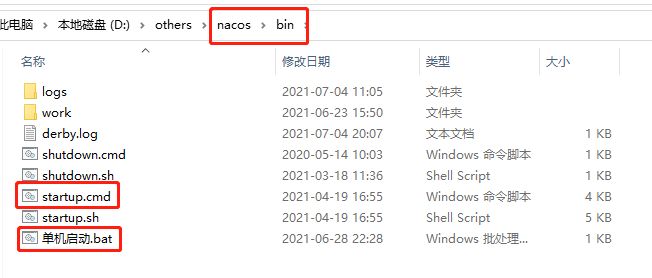 此电脑 > 本地磁盘 (D:) > others > nacos > bin >
名称 修改日期 类型 大小
logs 2021-07-04 11:05 文件夹
work 2021-06-23 15:50 文件夹
derby.log 2021-07-04 20:07 文本文档 1 KB
shutdown.cmd 2020-05-14 10:03 Windows 命令脚本 1 KB
shutdown.sh 2021-03-18 11:36 Shell Script 1 KB
startup.cmd 2021-04-19 16:55 Windows 命令脚本 4 KB
startup.sh 2021-04-19 16:55 Shell Script 5 KB
单机启动.bat 2021-06-28 22:28 Windows 批处理... 1 KB